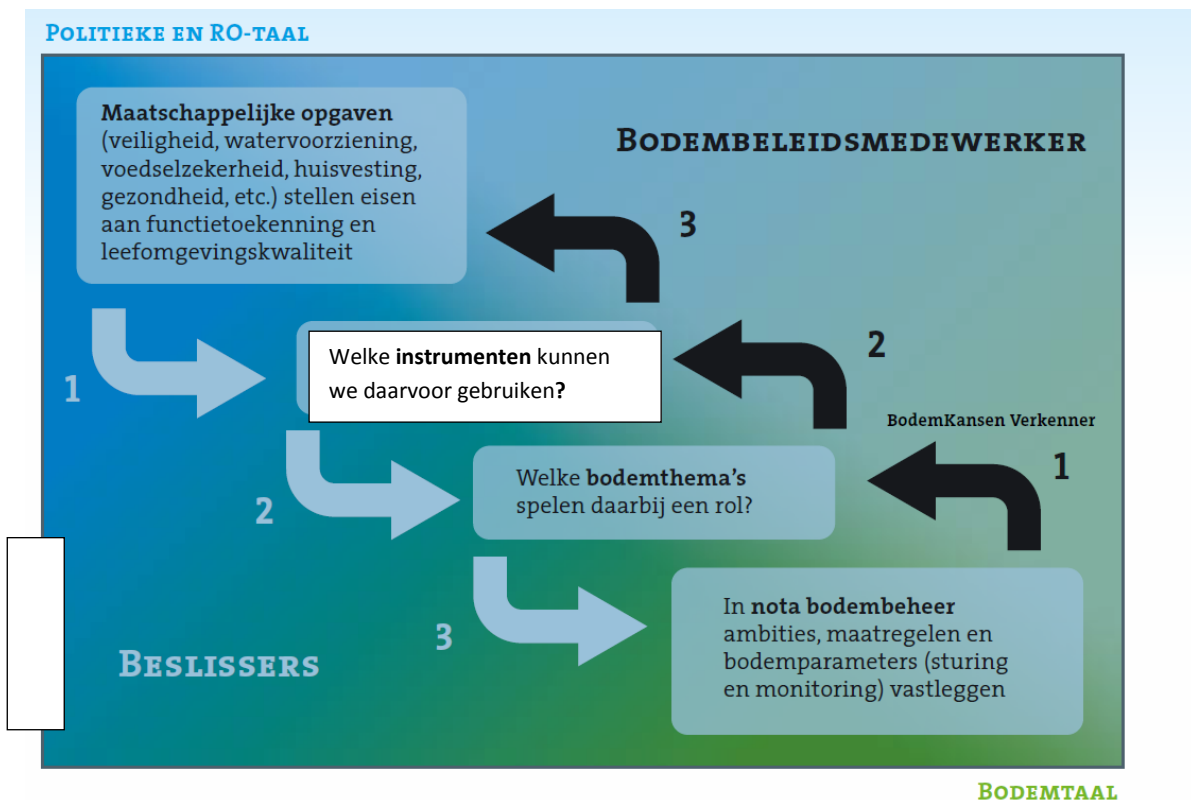 Politieke en RO-taal
Maatschappelijke opgaven
(veiligheid, watervoorziening,
voedselzekerheid, huisvesting,
gezondheid, etc.) stellen eisen
aan functietoekenning en
leefomgevingskwaliteit
Bodembeleidsmedewerker
3
1
Welke instrumenten kunnen
we daarvoor gebruiken?
2
BodemKansen Verkenner
1
2
Welke bodemthema's
spelen daarbij een rol?
3
In nota bodembeheer
ambities, maatregelen en
bodemparameters (sturing
en monitoring) vastleggen
Beslissers
Bodemtaal